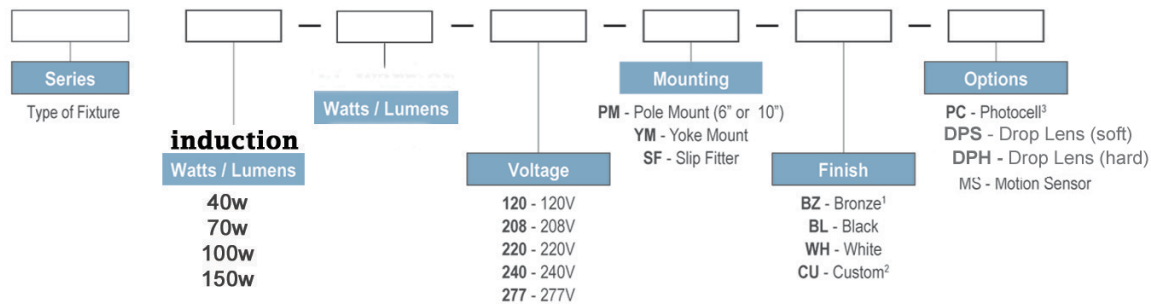 Series
Type of Fixture
induction
Watts / Lumens
40w
70w
100w
150w
Watts / Lumens
Voltage
120 - 120V
208 - 208V
220 - 220V
240 - 240V
277 - 277V
Mounting
PM - Pole Mount (6” or 10”)
YM - Yoke Mount
SF - Slip Fitter
Finish
BZ - Bronze¹
BL - Black
WH - White
CU - Custom²
Options
PC - Photocell³
DPS - Drop Lens (soft)
DPH - Drop Lens (hard)
MS - Motion Sensor